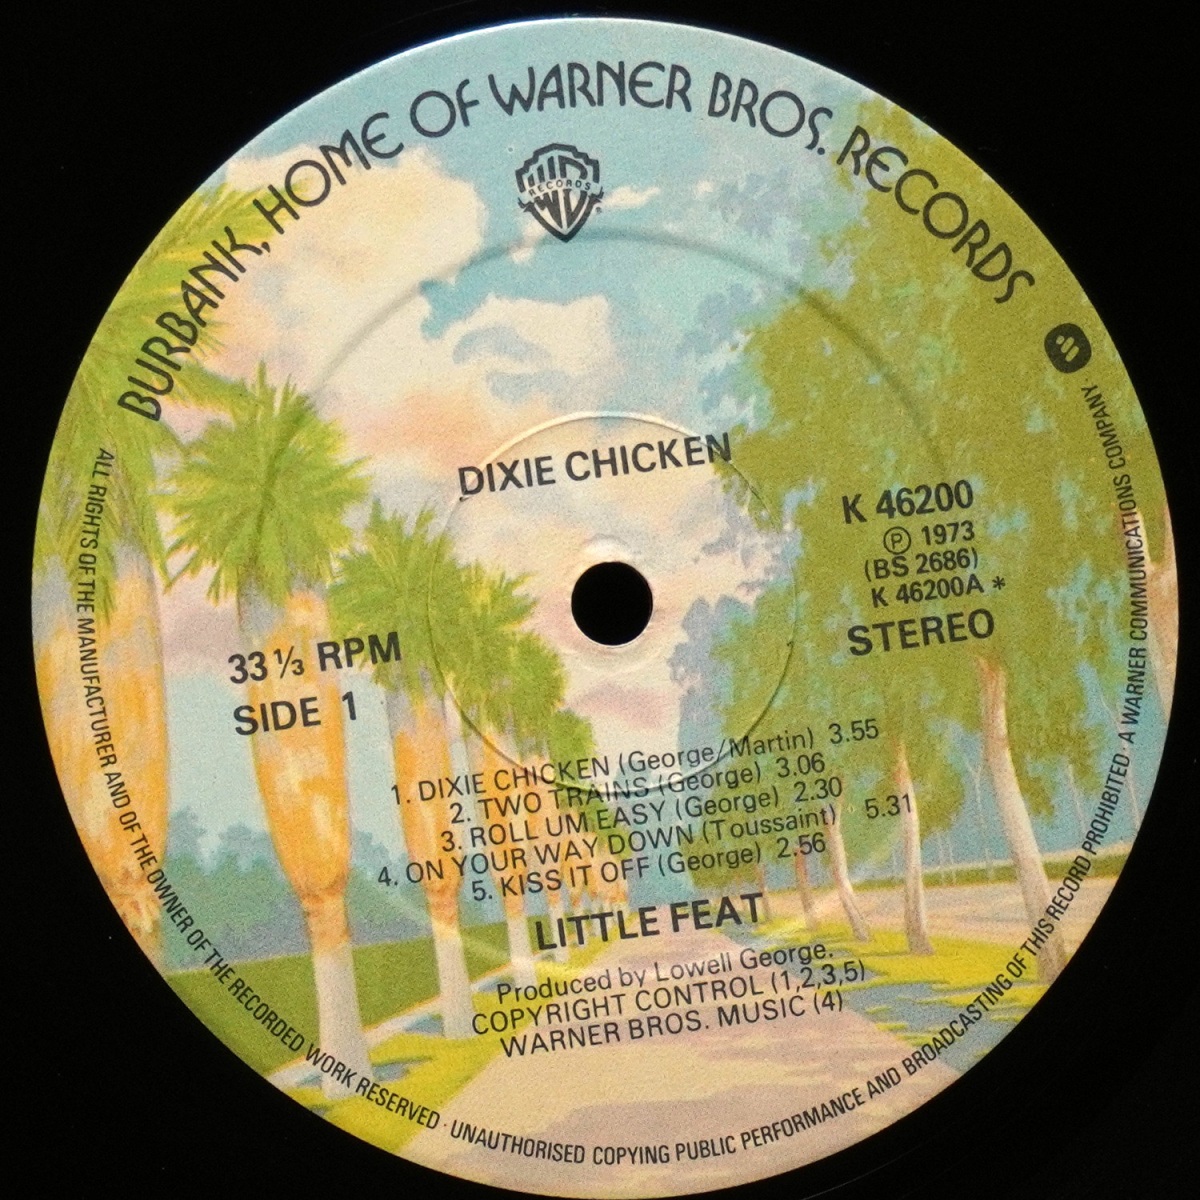 BURBANK, HOME OF WARNER BROS. RECORDS
WB
RECORDS
®
DIXIE CHICKEN
K 46200
Ⓟ 1973
(BS 2686)
K 46200A *
STEREO
33 ⅓ RPM
SIDE 1
1. DIXIE CHICKEN (George/Martin) 3.55
2. TWO TRAINS (George) 3.06
3. ROLL UM EASY (George) 2.30
4. ON YOUR WAY DOWN (Toussaint) 5.31
5. KISS IT OFF (George) 2.56
LITTLE FEAT
Produced by Lowell George.
COPYRIGHT CONTROL (1,2,3,5)
WARNER BROS. MUSIC (4)
ALL RIGHTS OF THE MANUFACTURER AND OF THE OWNER OF THE RECORDED WORK RESERVED · UNAUTHORISED COPYING PUBLIC PERFORMANCE AND BROADCASTING OF THIS RECORD PROHIBITED · A WARNER COMMUNICATIONS COMPANY